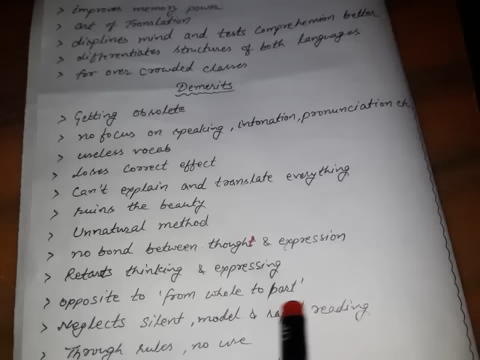 > improves memory power
> art of Translation
> displines mind and tests comprehension better
> differentiates structures of both languages
> for over crowded classes
Demerits
> Getting obsolete
> no focus on speaking, intonation, pronunciation
> useless vocab
> Loses correct effect
> Can't explain and translate everything
> Ruins the beauty
> Unnatural method
> no bond between thought & expression
> Retards thinking & expressing
> opposite to 'from whole to part'
> Neglects silent, model & reading
> Through rules, no use